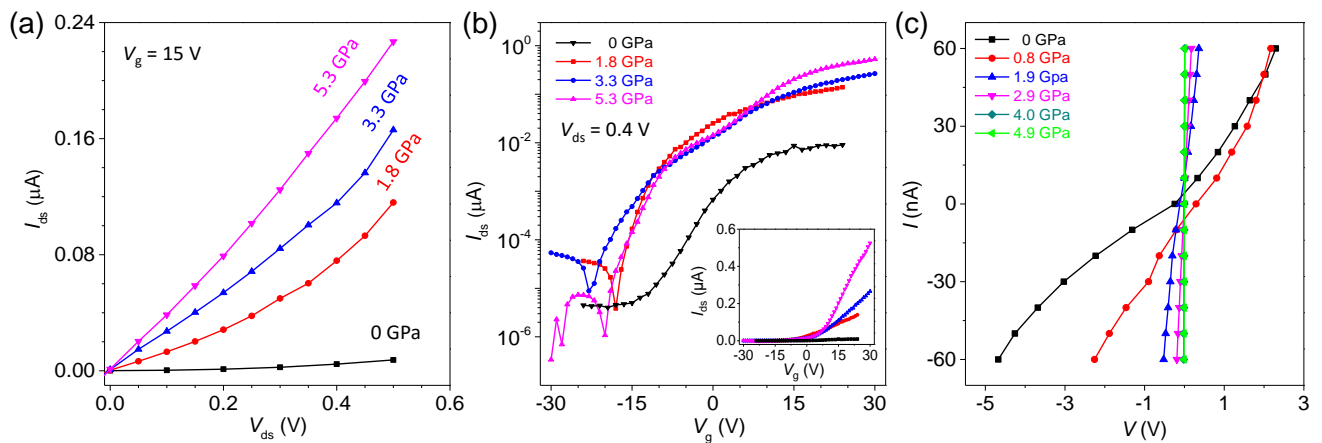 (a)
V_g = 15 V
5.3 GPa
3.3 GPa
1.8 GPa
0 GPa
0.24
0.16
0.08
0.00
I_ds (μA)
0.0 0.2 0.4 0.6
V_ds (V)
(b)
0 GPa
1.8 GPa
3.3 GPa
5.3 GPa
V_ds = 0.4 V
10^0
10^-2
10^-4
10^-6
I_ds (μA)
-30 -15 0 15 30
V_g (V)
0.6
0.4
0.2
0.0
I_ds (μA)
-30 -15 0 15 30
V_g (V)
(c)
0 GPa
0.8 GPa
1.9 Gpa
2.9 GPa
4.0 GPa
4.9 GPa
60
30
0
-30
-60
I (nA)
-5 -3 -1 1 3
V (V)